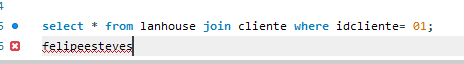 select * from lanhouse join cliente where idcliente= 01;
felipeesteves